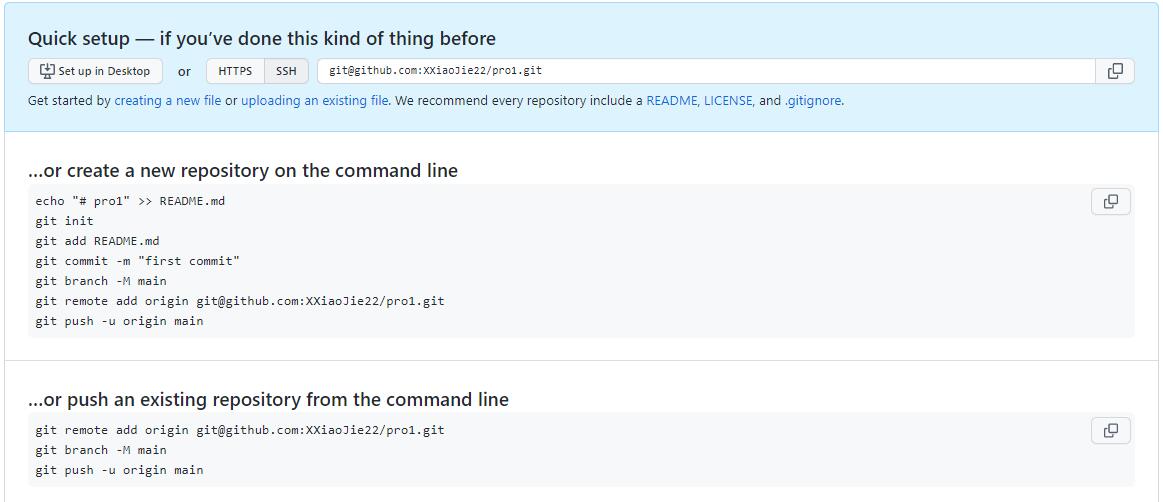 Quick setup — if you’ve done this kind of thing before
Set up in Desktop or HTTPS SSH git@github.com:XXiaoJie22/pro1.git
Get started by creating a new file or uploading an existing file. We recommend every repository include a README, LICENSE, and .gitignore.
…or create a new repository on the command line
echo "# pro1" >> README.md
git init
git add README.md
git commit -m "first commit"
git branch -M main
git remote add origin git@github.com:XXiaoJie22/pro1.git
git push -u origin main
…or push an existing repository from the command line
git remote add origin git@github.com:XXiaoJie22/pro1.git
git branch -M main
git push -u origin main